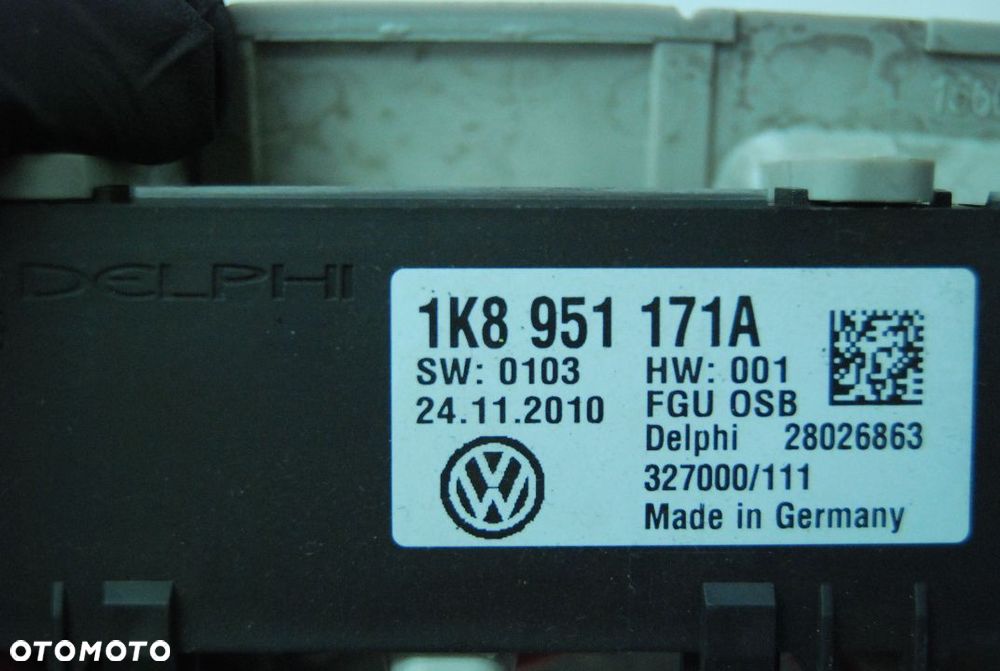 DELPHI
1K8 951 171A
SW: 0103 HW: 001
24.11.2010 FGU OSB
Delphi 28026863
327000/111
Made in Germany
OTOMOTO